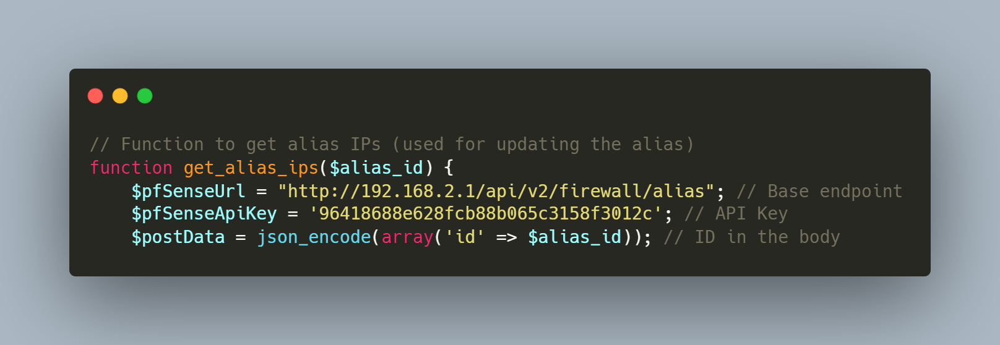 // Function to get alias IPs (used for updating the alias)
function get_alias_ips($alias_id) {
    $pfSenseUrl = "http://192.168.2.1/api/v2/firewall/alias"; // Base endpoint
    $pfSenseApiKey = '96418688e628fcb88b065c3158f3012c'; // API Key
    $postData = json_encode(array('id' => $alias_id)); // ID in the body